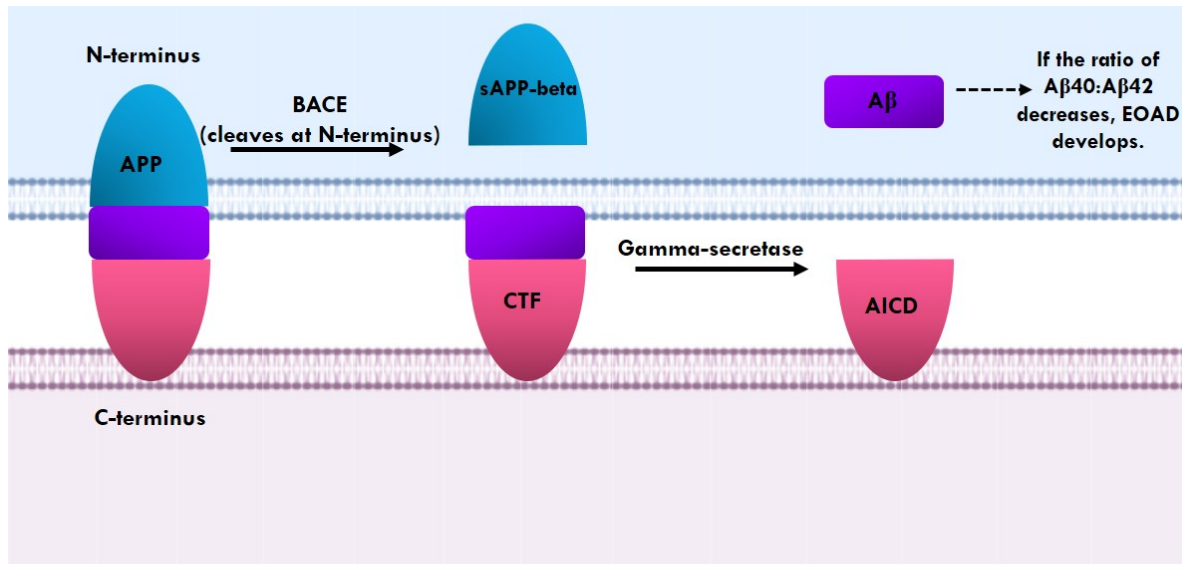 N-terminus
APP
C-terminus
BACE
(cleaves at N-terminus)
sAPP-beta
CTF
Gamma-secretase
Aβ
AICD
If the ratio of
Aβ40:Aβ42
decreases, EOAD
develops.